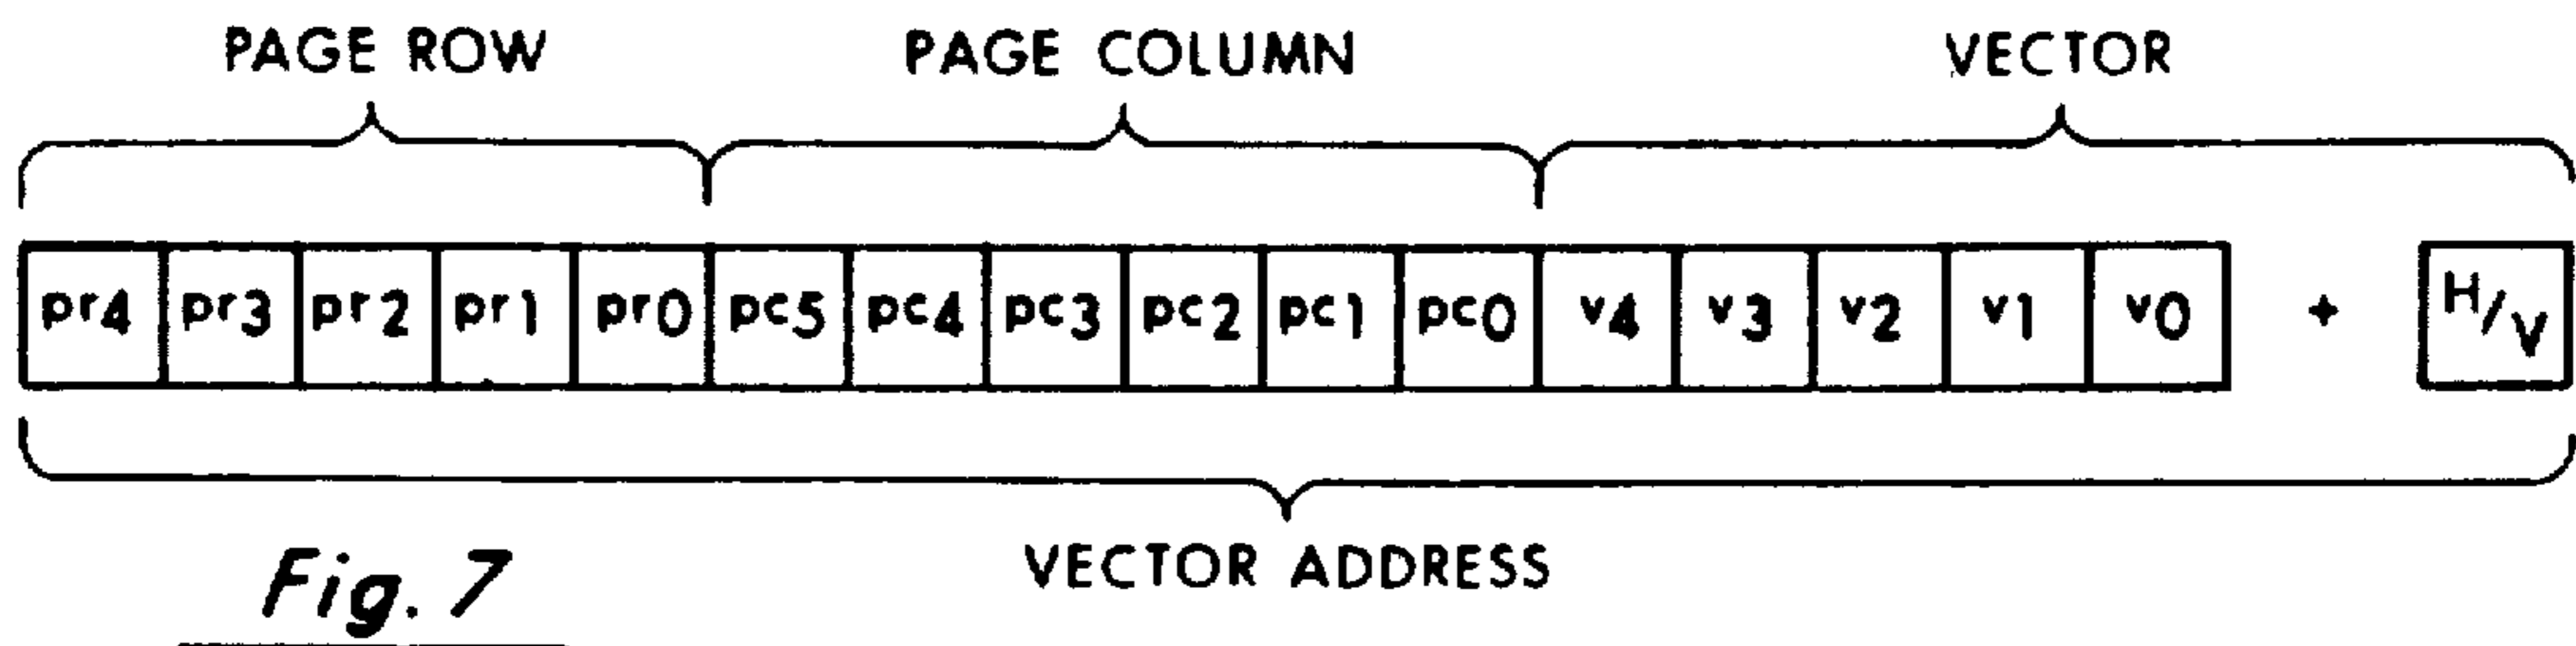 PAGE ROW PAGE COLUMN VECTOR
pr4 pr3 pr2 pr1 pr0 pc5 pc4 pc3 pc2 pc1 pc0 v4 v3 v2 v1 v0 + H/V
VECTOR ADDRESS
Fig. 7